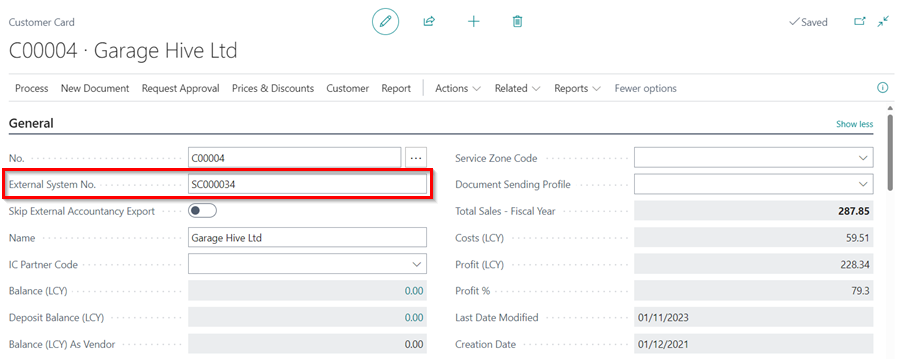 Customer Card
Saved
C00004 · Garage Hive Ltd
Process New Document Request Approval Prices & Discounts Customer Report Actions Related Reports Fewer options
General
Show less
No. C00004 ...
External System No. SC000034
Skip External Accountancy Export
Name Garage Hive Ltd
IC Partner Code
Balance (LCY) 0.00
Deposit Balance (LCY) 0.00
Balance (LCY) As Vendor 0.00
Service Zone Code
Document Sending Profile
Total Sales - Fiscal Year 287.85
Costs (LCY) 59.51
Profit (LCY) 228.34
Profit % 79.3
Last Date Modified 01/11/2023
Creation Date 01/12/2021